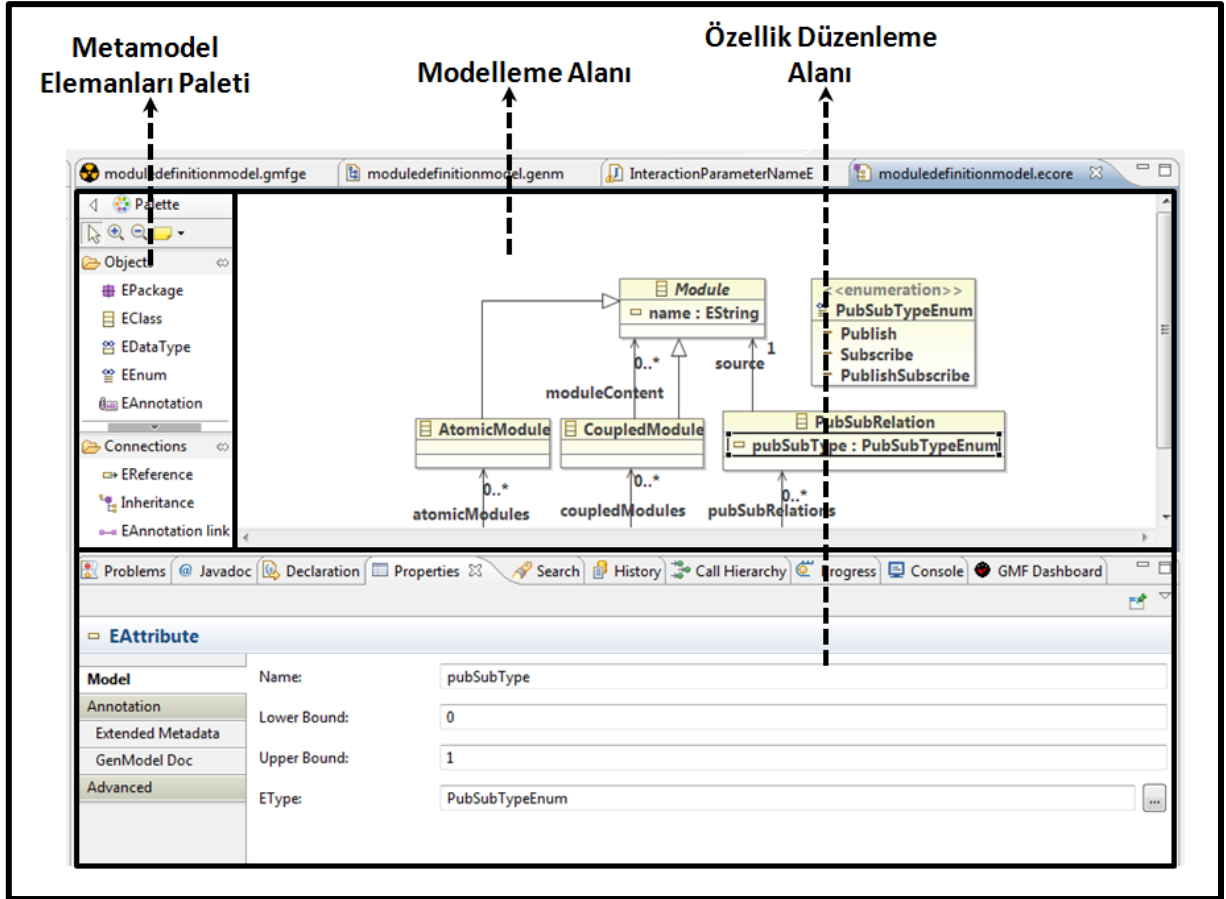 Metamodel
Elemanları Paleti
Modelleme Alanı
Özellik Düzenleme
Alanı
moduledefinitionmodel.gmfge
moduledefinitionmodel.genm
InteractionParameterNameE
moduledefinitionmodel.ecore
Palette
Objects
EPackage
EClass
EDataType
EEnum
EAnnotation
Connections
EReference
Inheritance
EAnnotation link
Module
name : EString
<<enumeration>>
PubSubTypeEnum
Publish
Subscribe
PublishSubscribe
0..*
source
1
moduleContent
AtomicModule
CoupledModule
PubSubRelation
pubSubType : PubSubTypeEnum
0..*
0..*
0..*
atomicModules
coupledModules
pubSubRelations
Problems @ Javadoc Declaration Properties Search History Call Hierarchy Progress Console GMF Dashboard
EAttribute
Model
Annotation
Extended Metadata
GenModel Doc
Advanced
Name: pubSubType
Lower Bound: 0
Upper Bound: 1
EType: PubSubTypeEnum ...